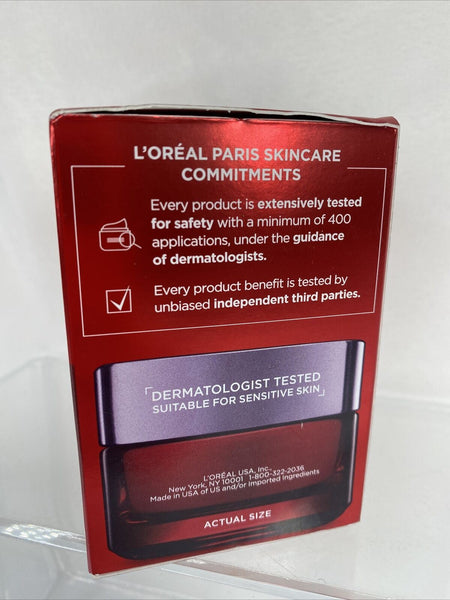 L'ORÉAL PARIS SKINCARE
COMMITMENTS
Every product is extensively tested
for safety with a minimum of 400
applications, under the guidance
of dermatologists.
Every product benefit is tested by
unbiased independent third parties.
DERMATOLOGIST TESTED
SUITABLE FOR SENSITIVE SKIN
L'ORÉAL USA, Inc.
New York, NY 10001 1-800-322-2036
Made in USA of US and/or imported ingredients
ACTUAL SIZE